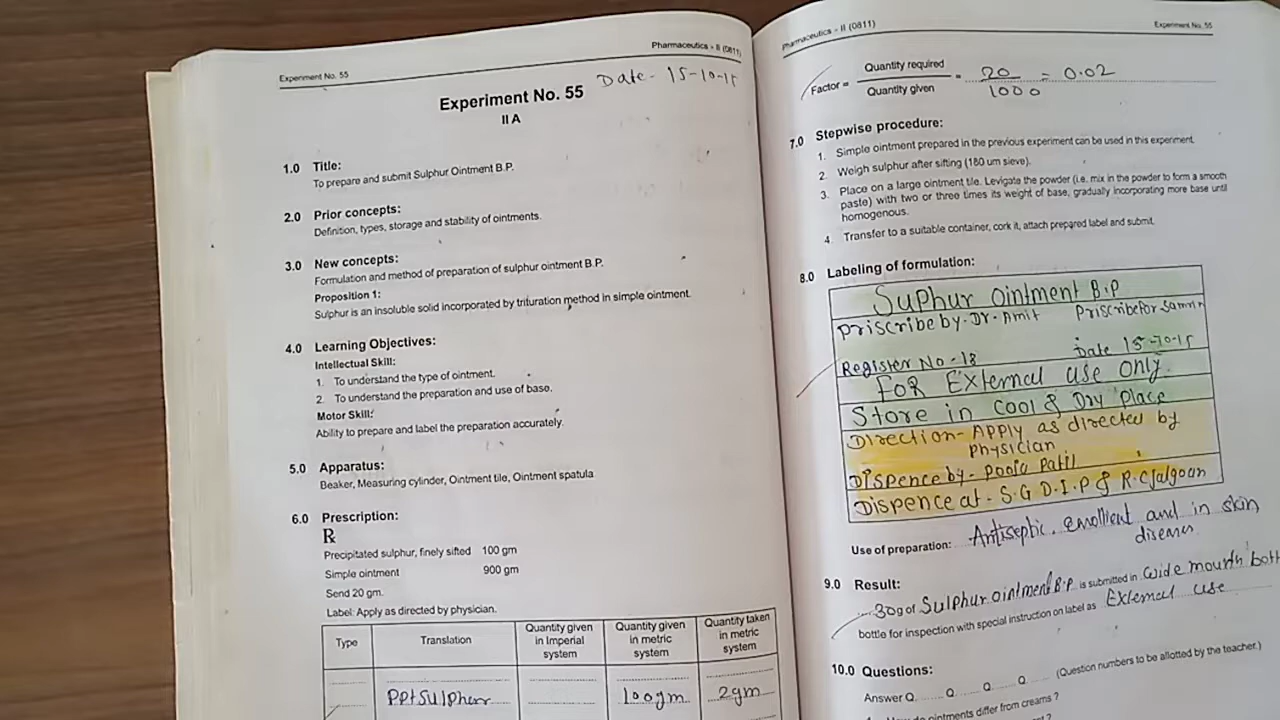 Experiment No. 55
Pharmaceutics - II (0811)
Date - 15-10-15
Experiment No. 55
II A
1.0 Title:
To prepare and submit Sulphur Ointment B.P.
2.0 Prior concepts:
Definition, types, storage and stability of ointments.
3.0 New concepts:
Formulation and method of preparation of sulphur ointment B.P.
Proposition 1:
Sulphur is an insoluble solid incorporated by trituration method in simple ointment.
4.0 Learning Objectives:
Intellectual Skill:
1. To understand the type of ointment.
2. To understand the preparation and use of base.
Motor Skill:
Ability to prepare and label the preparation accurately.
5.0 Apparatus:
Beaker, Measuring cylinder, Ointment tile, Ointment spatula
6.0 Prescription:
℞
Precipitated sulphur, finely sifted 100 gm
Simple ointment 900 gm
Send 20 gm.
Label: Apply as directed by physician.
Type Translation Quantity given in Imperial system Quantity given in metric system Quantity taken in metric system
PPt Sulpher 100gm 2gm
Pharmaceutics - II (0811)
Experiment No. 55
Factor = Quantity required / Quantity given = 20 / 1000 = 0.02
7.0 Stepwise procedure:
1. Simple ointment prepared in the previous experiment can be used in this experiment.
2. Weigh sulphur after sifting (180 um sieve).
3. Place on a large ointment tile. Levigate the powder (i.e. mix in the powder to form a smooth
paste) with two or three times its weight of base, gradually incorporating more base until
homogenous.
4. Transfer to a suitable container, cork it, attach prepared label and submit.
8.0 Labeling of formulation:
Suphur Ointment B.P
Priscribe by - Dr. Amit Priscribe for
Register No - 18 Date 15-10-15
FOR External use only.
Store in Cool & Dry Place
Direction - APPly as directed by
Physician
Dispence by - Pooja Patil
Dispence at - S.G D.I.P & R.C Jalgoan
Use of preparation: Antiseptic, emollient and in skin
9.0 Result:
30g of Sulphur ointment B.P is submitted in wide mouth
bottle for inspection with special instruction on label as External use
10.0 Questions:
Answer Q. Q. Q. Q. (Question numbers to be allotted by the teacher.)
ointments differ from creams ?